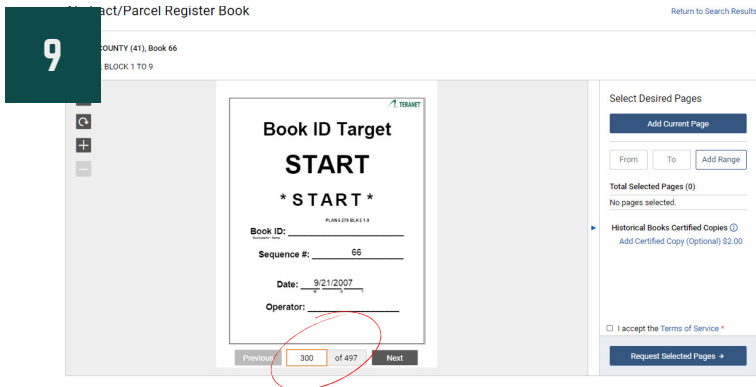 act/Parcel Register Book
Return to Search Results
9
COUNTY (41), Book 66
BLOCK 1 TO 9
TERANET
Book ID Target
START
* START *
PLANS 279 BLKS 1-9
Book ID:
Sequence #: 66
Date: 9/21/2007
Operator:
Previous 300 of 497 Next
Select Desired Pages
Add Current Page
From To Add Range
Total Selected Pages (0)
No pages selected.
Historical Books Certified Copies
Add Certified Copy (Optional) $2.00
I accept the Terms of Service *
Request Selected Pages →